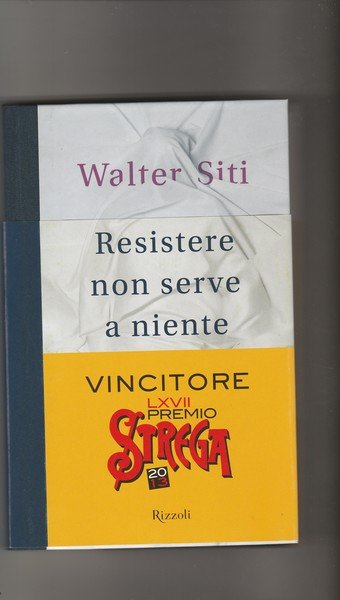 Walter Siti
Resistere
non serve
a niente
VINCITORE
LXVII
PREMIO
STREGA
20
13
Rizzoli